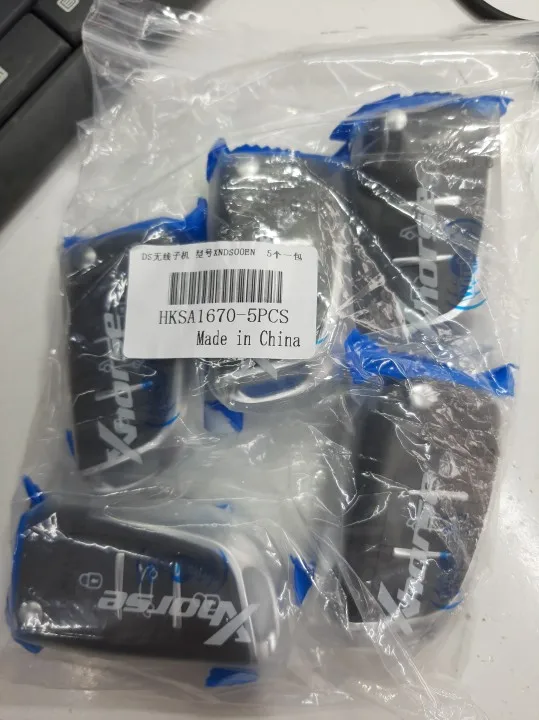 DS无线子机 型号XNDS00EN 5个一包
HKSA1670-5PCS
Made in China
Xhorse
Xhorse
Xhorse
Xhorse